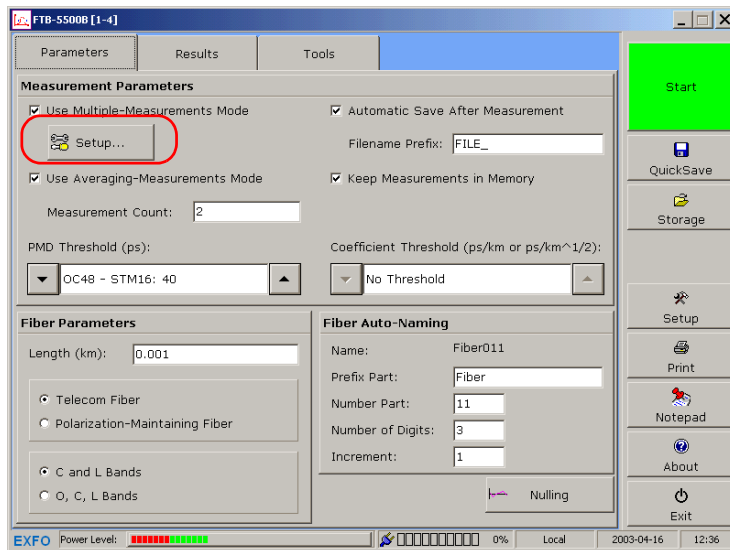 FTB-5500B [1-4]
Parameters
Results
Tools
Measurement Parameters
Use Multiple-Measurements Mode
Setup...
Automatic Save After Measurement
Filename Prefix: FILE_
Use Averaging-Measurements Mode
Keep Measurements in Memory
Measurement Count: 2
PMD Threshold (ps):
OC48 - STM16: 40
Coefficient Threshold (ps/km or ps/km^1/2):
No Threshold
Fiber Parameters
Length (km): 0.001
Telecom Fiber
Polarization-Maintaining Fiber
C and L Bands
O, C, L Bands
Fiber Auto-Naming
Name: Fiber011
Prefix Part: Fiber
Number Part: 11
Number of Digits: 3
Increment: 1
Nulling
Start
QuickSave
Storage
Setup
Print
Notepad
About
Exit
EXFO Power Level: 0% Local 2003-04-16 12:36